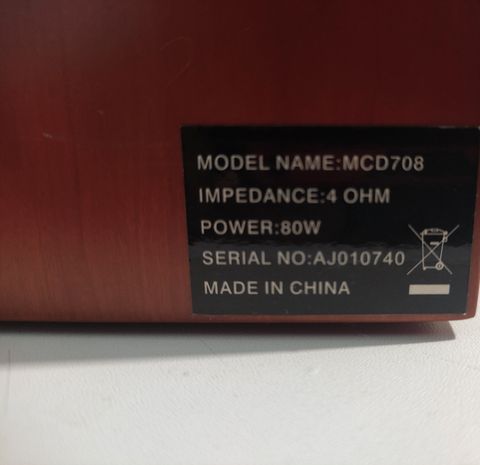 MODEL NAME:MCD708
IMPEDANCE:4 OHM
POWER:80W
SERIAL NO:AJ010740
MADE IN CHINA